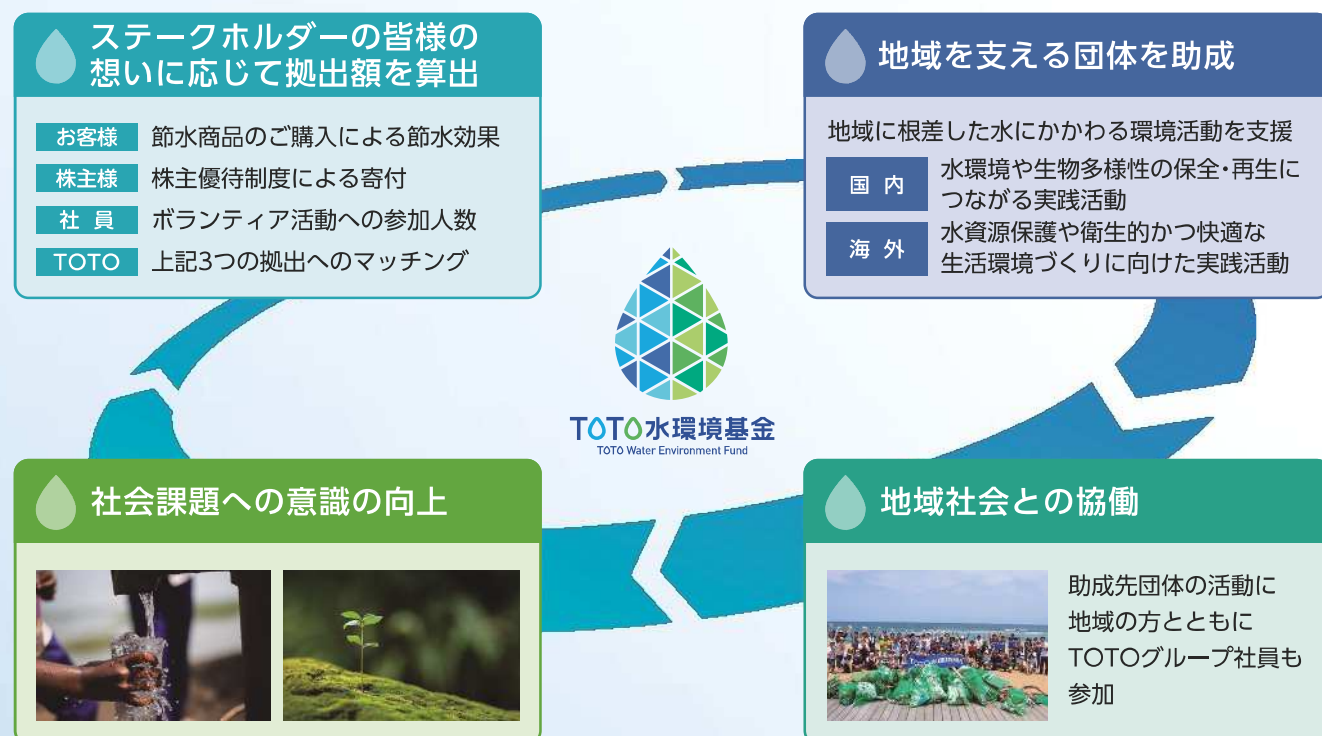 ステークホルダーの皆様の
想いに応じて拠出額を算出
お客様 節水商品のご購入による節水効果
株主様 株主優待制度による寄付
社 員 ボランティア活動への参加人数
TOTO 上記3つの拠出へのマッチング
地域を支える団体を助成
地域に根差した水にかかわる環境活動を支援
国 内 水環境や生物多様性の保全・再生に
つながる実践活動
海 外 水資源保護や衛生的かつ快適な
生活環境づくりに向けた実践活動
TOTO水環境基金
TOTO Water Environment Fund
社会課題への意識の向上
地域社会との協働
助成先団体の活動に
地域の方とともに
TOTOグループ社員も
参加